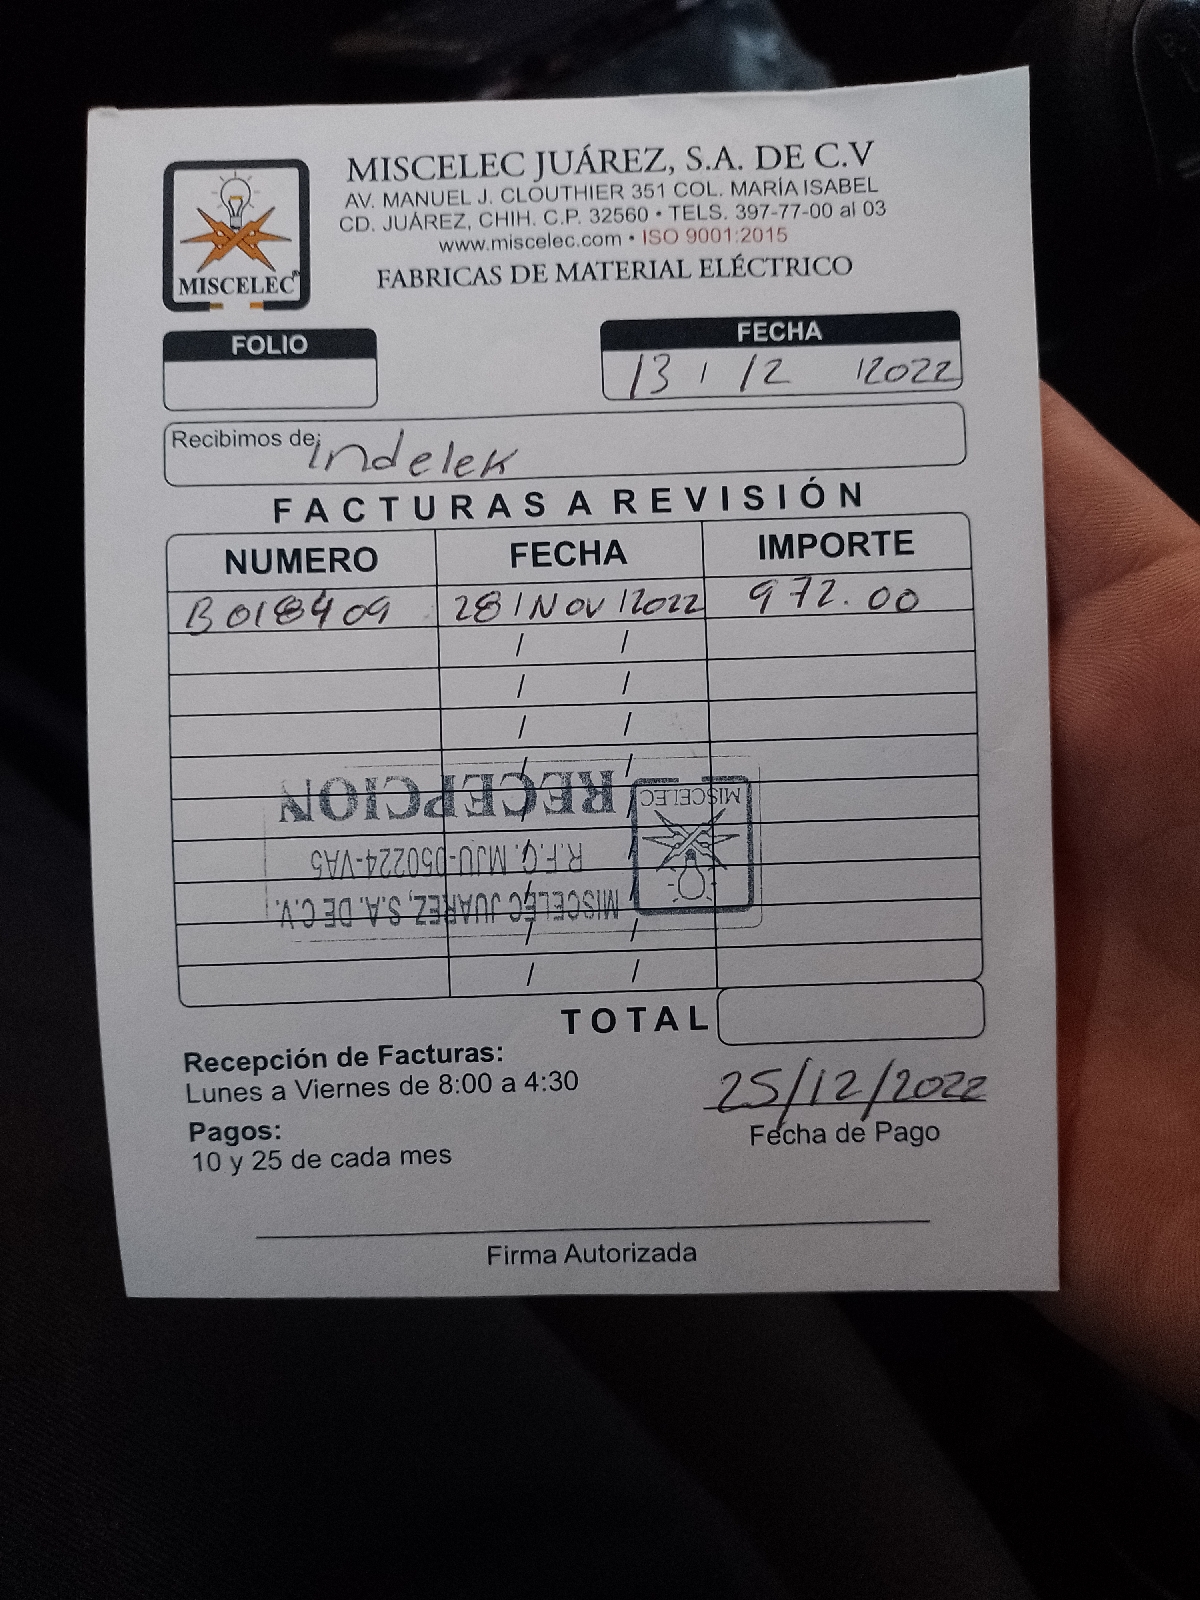 MISCELEC JUÁREZ, S.A. DE C.V
AV. MANUEL J. CLOUTHIER 351 COL. MARÍA ISABEL
CD. JUÁREZ, CHIH. C.P. 32560 • TELS. 397-77-00 al 03
www.miscelec.com • ISO 9001:2015
FABRICAS DE MATERIAL ELÉCTRICO
MISCELEC®
FOLIO
FECHA
13 / 12 /2022
Recibimos de: Indelek
FACTURAS A REVISIÓN
NUMERO FECHA IMPORTE
B018409 28/Nov/2022 972.00
/ /
/ /
/ /
/ /
/ /
/ /
/ /
/ /
/ /
MISCELEC JUAREZ, S.A. DE C.V.
R.F.C. MJU-050224-VA5
RECEPCION
MISCELEC
TOTAL
Recepción de Facturas:
Lunes a Viernes de 8:00 a 4:30
Pagos:
10 y 25 de cada mes
25/12/2022
Fecha de Pago
Firma Autorizada